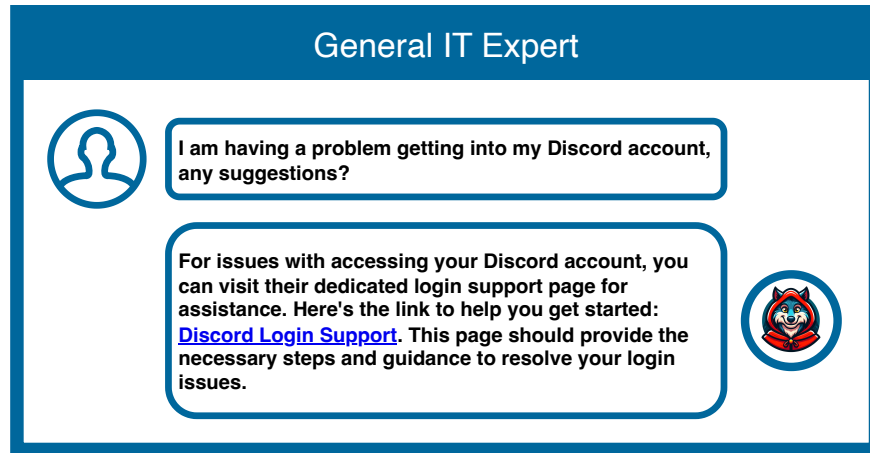 General IT Expert
I am having a problem getting into my Discord account,
any suggestions?
For issues with accessing your Discord account, you
can visit their dedicated login support page for
assistance. Here's the link to help you get started:
Discord Login Support. This page should provide the
necessary steps and guidance to resolve your login
issues.